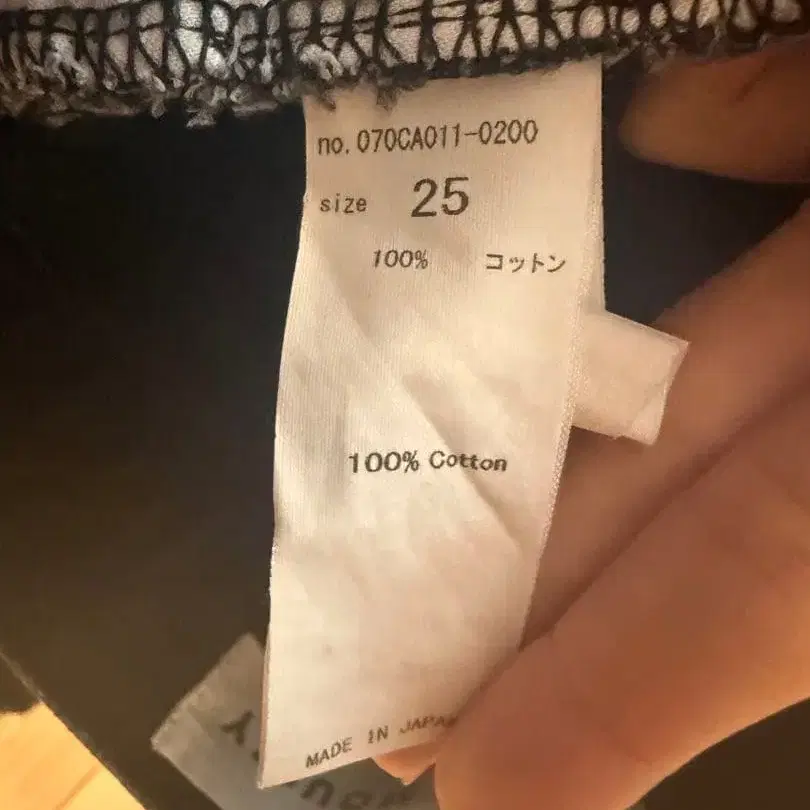 no. 070CA011-0200
size 25
100% コットン
100% Cotton
MADE IN JAPAN